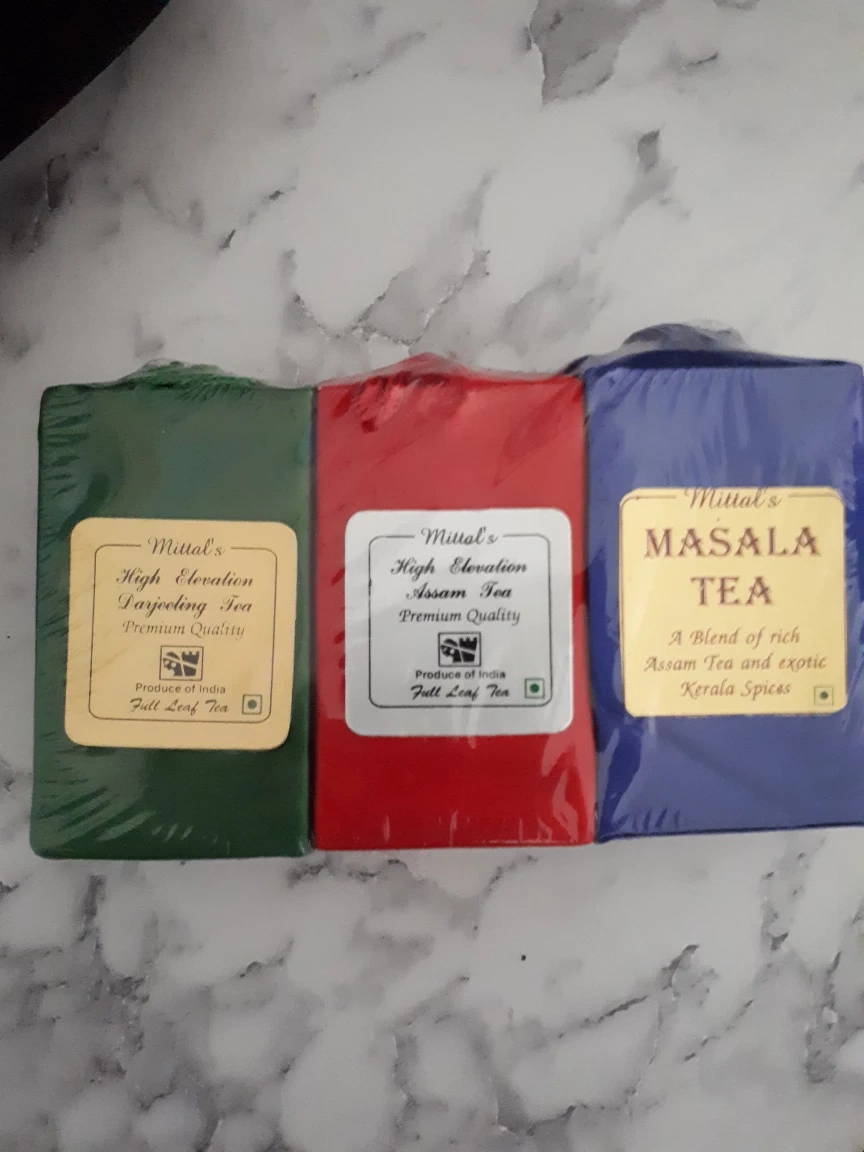 Mittal's
High Elevation
Darjeeling Tea
Premium Quality
Produce of India
Full Leaf Tea
Mittal's
High Elevation
Assam Tea
Premium Quality
Produce of India
Full Leaf Tea
Mittal's
MASALA
TEA
A Blend of rich
Assam Tea and exotic
Kerala Spices